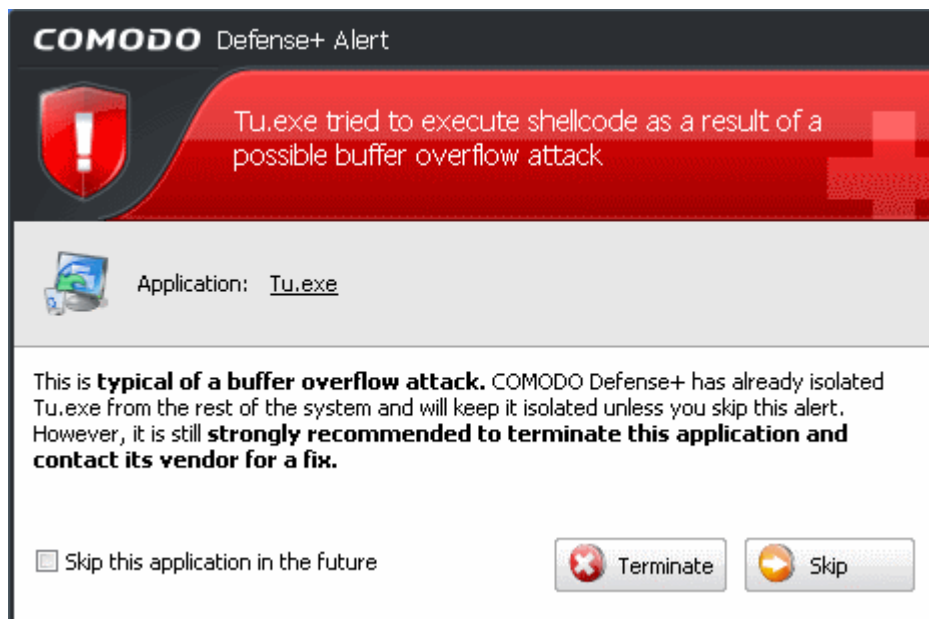 COMODO Defense+ Alert
Tu.exe tried to execute shellcode as a result of a
possible buffer overflow attack
Application: Tu.exe
This is typical of a buffer overflow attack. COMODO Defense+ has already isolated
Tu.exe from the rest of the system and will keep it isolated unless you skip this alert.
However, it is still strongly recommended to terminate this application and
contact its vendor for a fix.
Skip this application in the future
Terminate
Skip